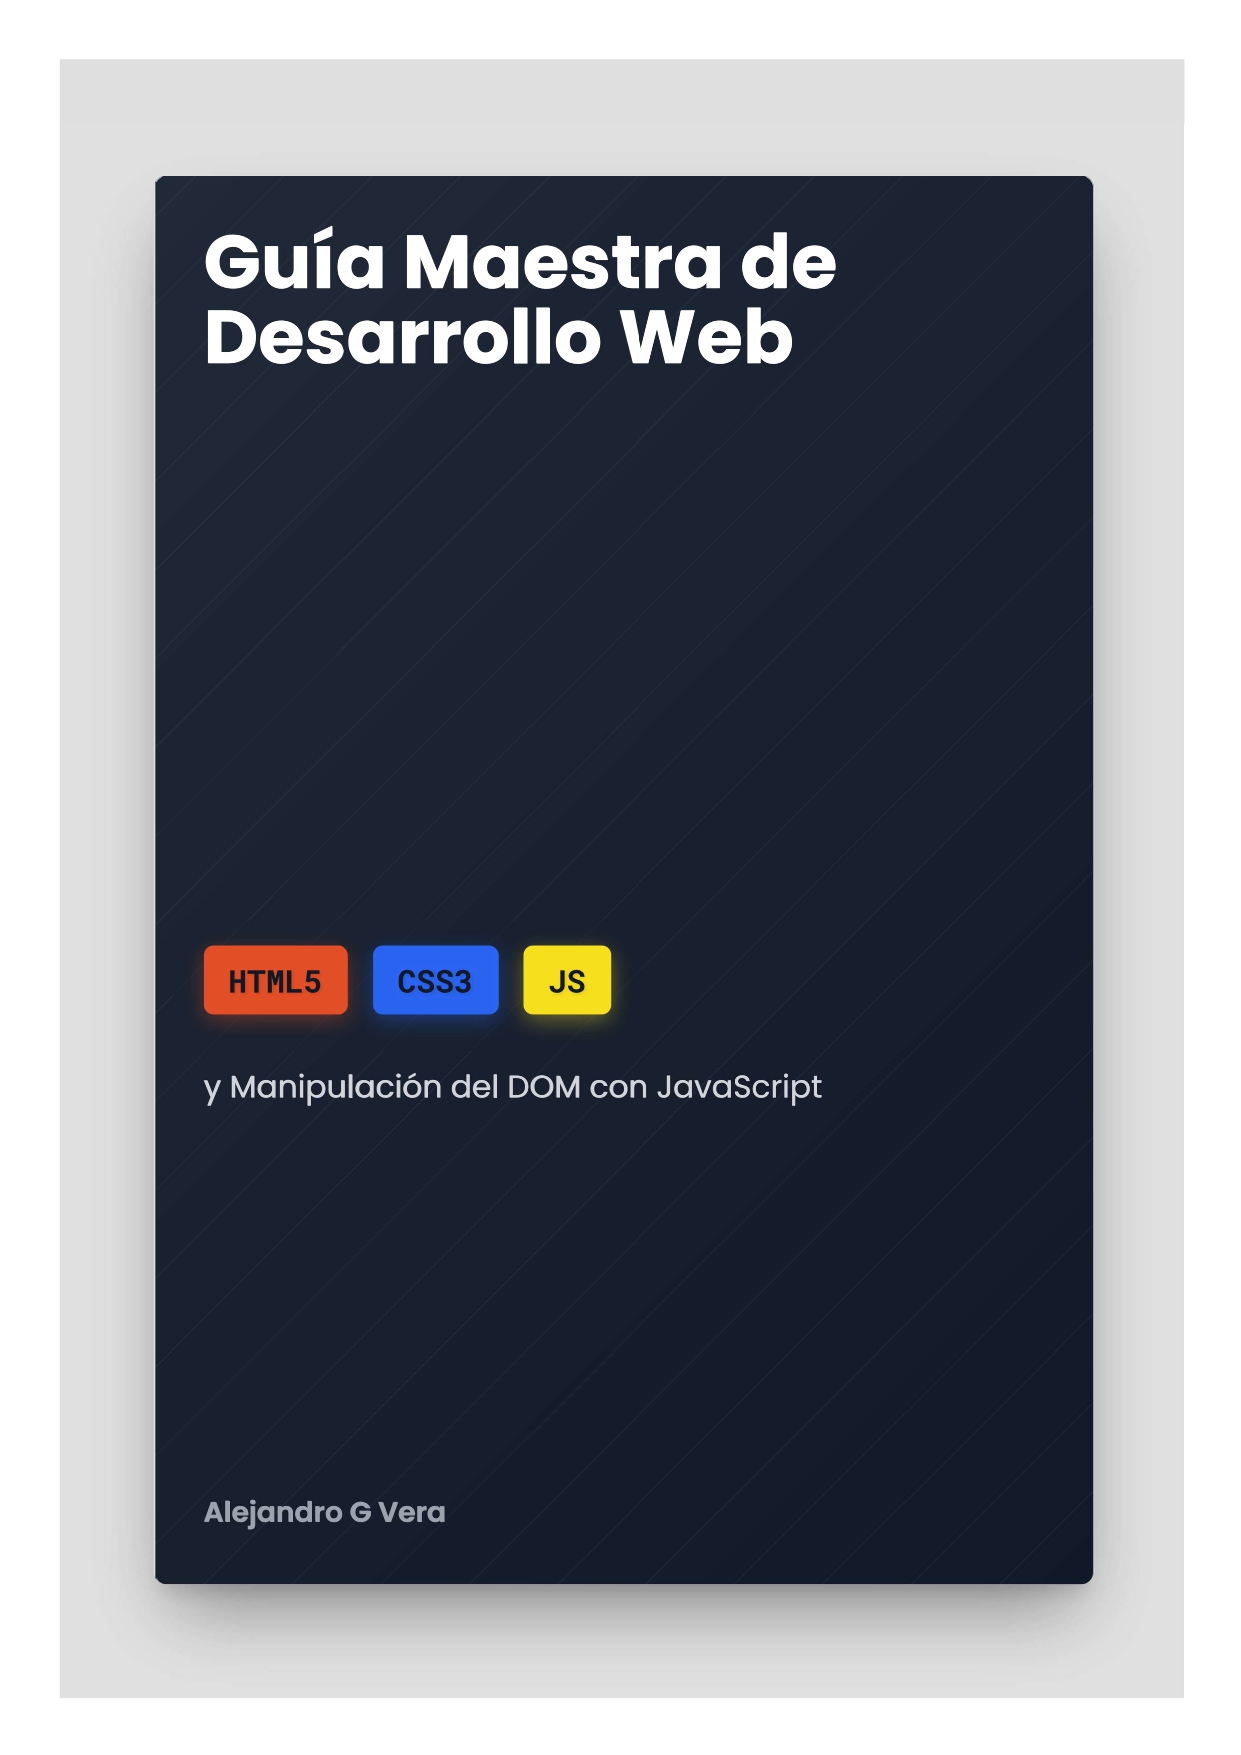 Guía Maestra de
Desarrollo Web
HTML5 CSS3 JS
y Manipulación del DOM con JavaScript
Alejandro G Vera